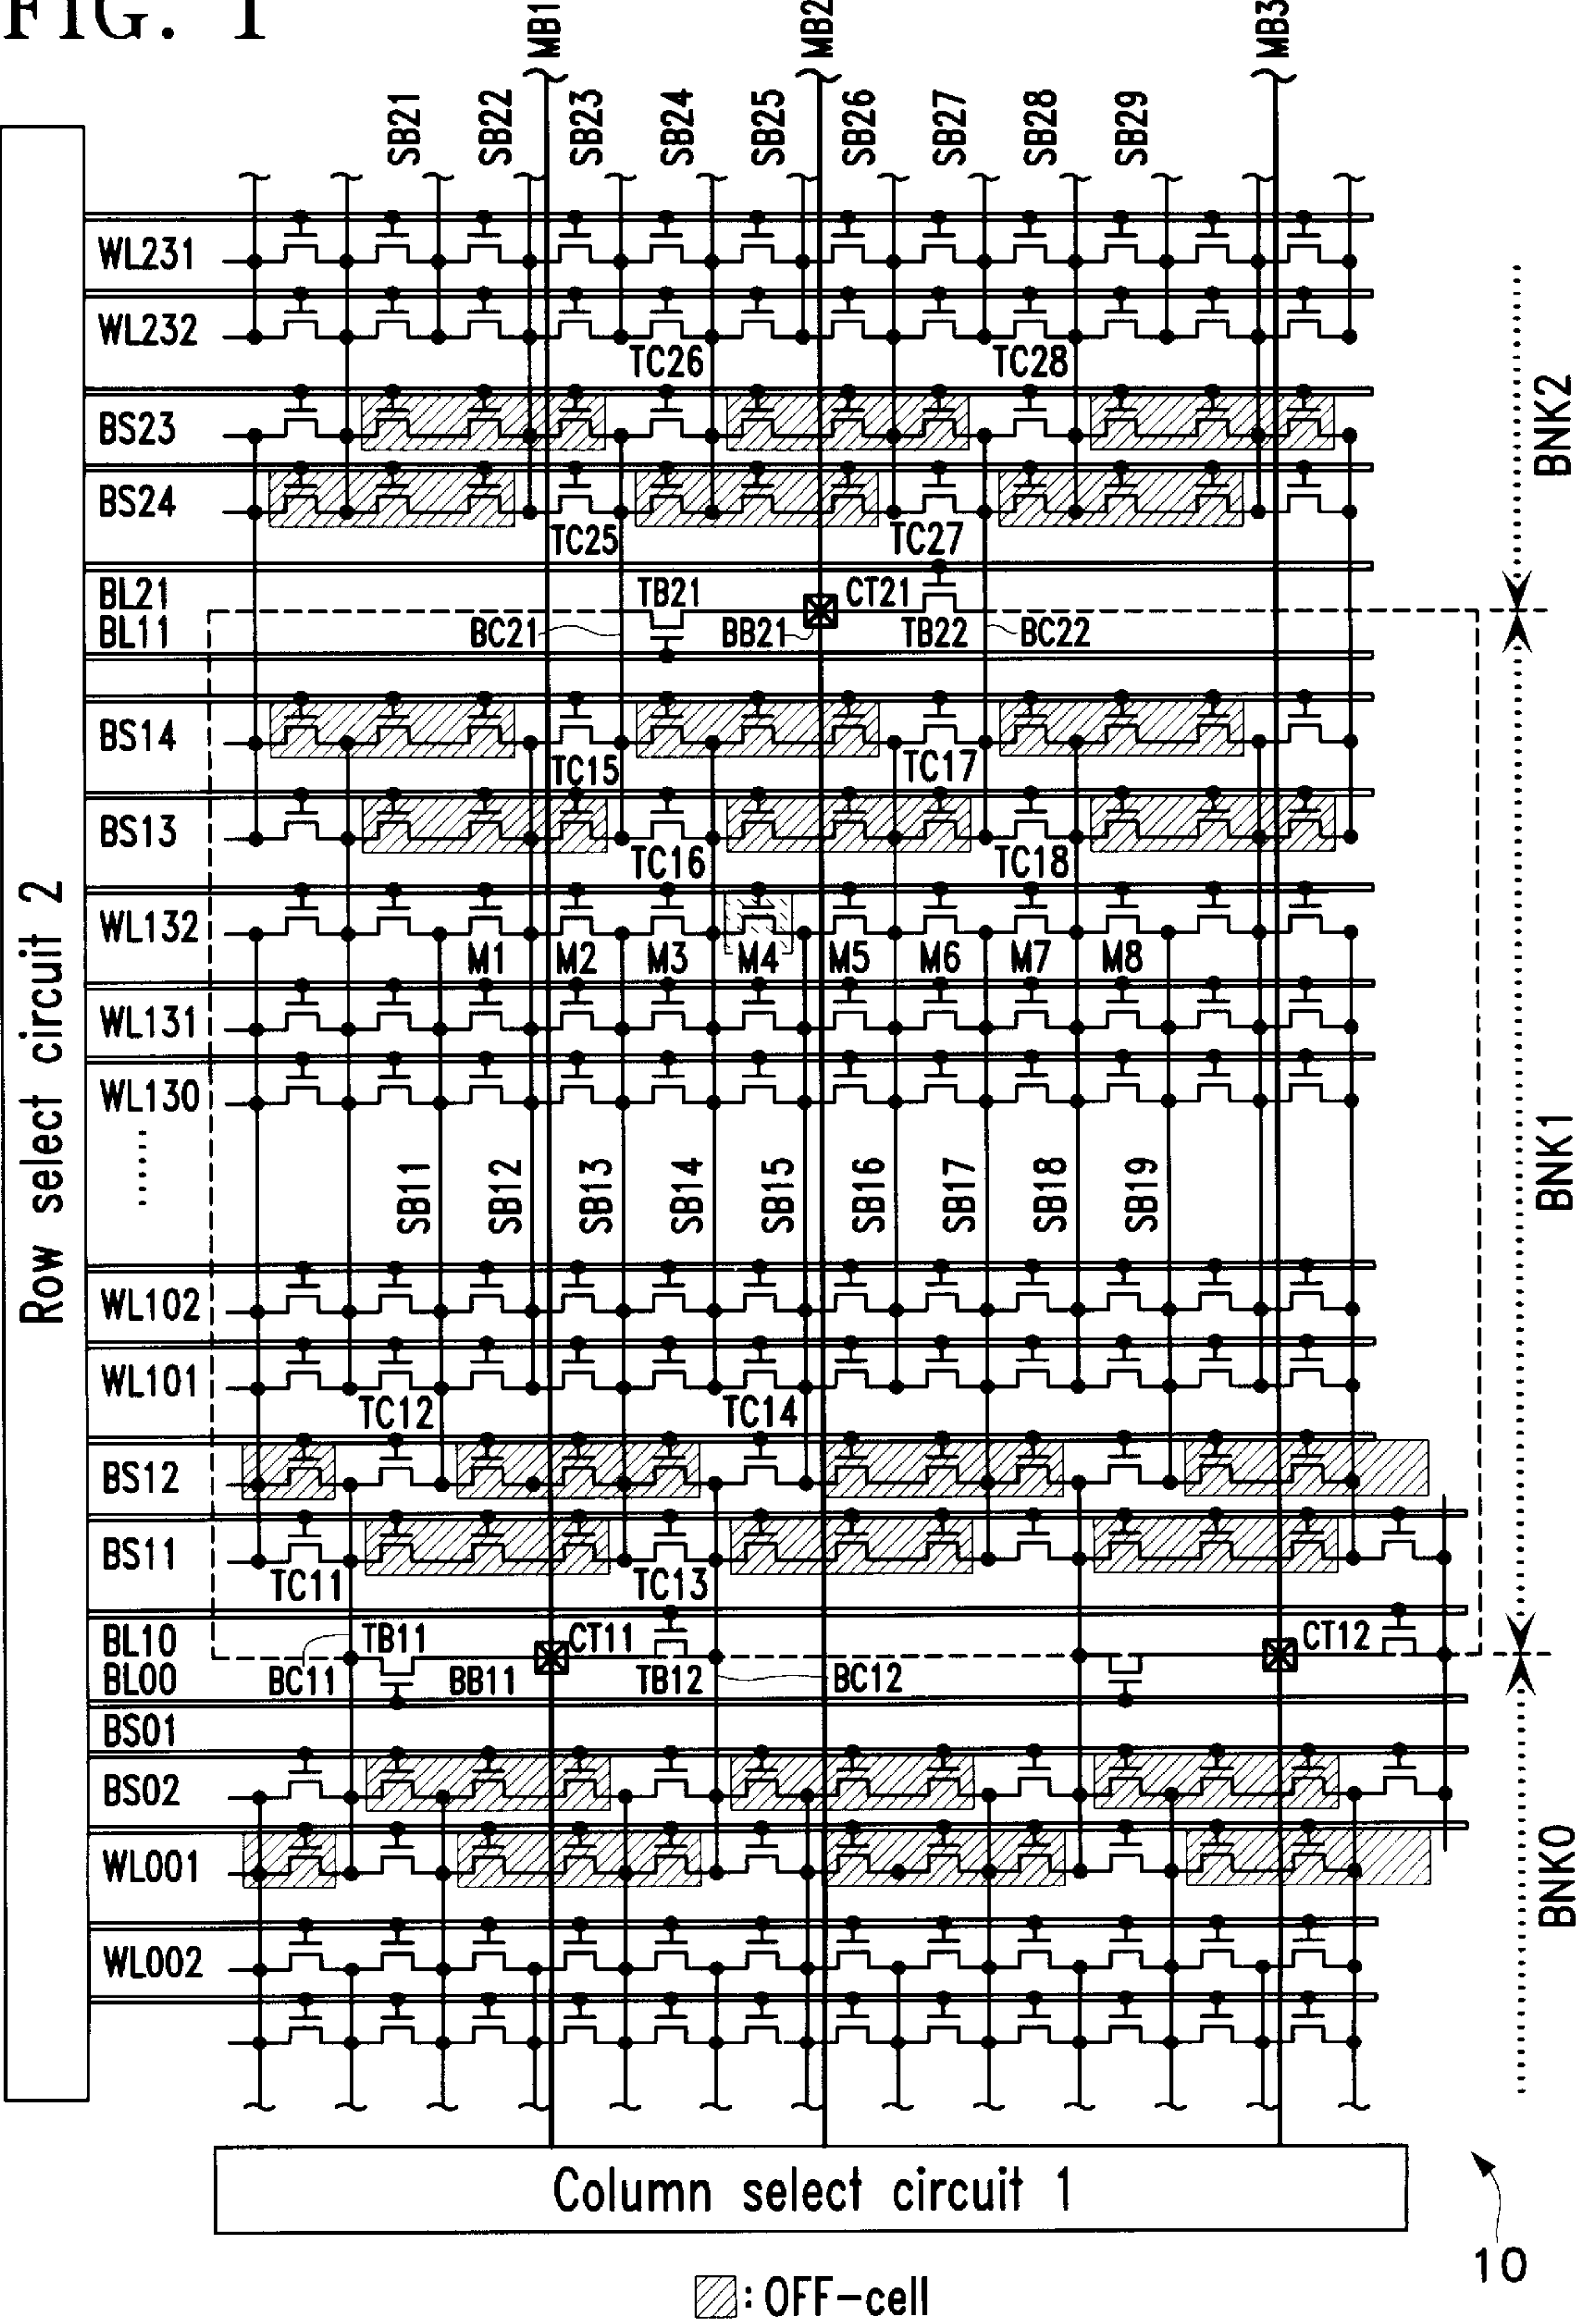 FIG. 1
MB1
MB2
MB3
SB21
SB22
SB23
SB24
SB25
SB26
SB27
SB28
SB29
WL231
WL232
TC26
TC28
BS23
BS24
TC25
TC27
BNK2
BL21
TB21
CT21
BL11
BC21
BB21
TB22
BC22
BS14
TC15
TC17
BS13
TC16
TC18
WL132
M1
M2
M3
M4
M5
M6
M7
M8
WL131
WL130
Row select circuit 2
BNK1
SB11
SB12
SB13
SB14
SB15
SB16
SB17
SB18
SB19
WL102
WL101
TC12
TC14
BS12
BS11
TC11
TC13
BL10
TB11
CT11
CT12
BL00
BC11
BB11
TB12
BC12
BS01
BS02
WL001
BNK0
WL002
Column select circuit 1
10
: OFF-cell